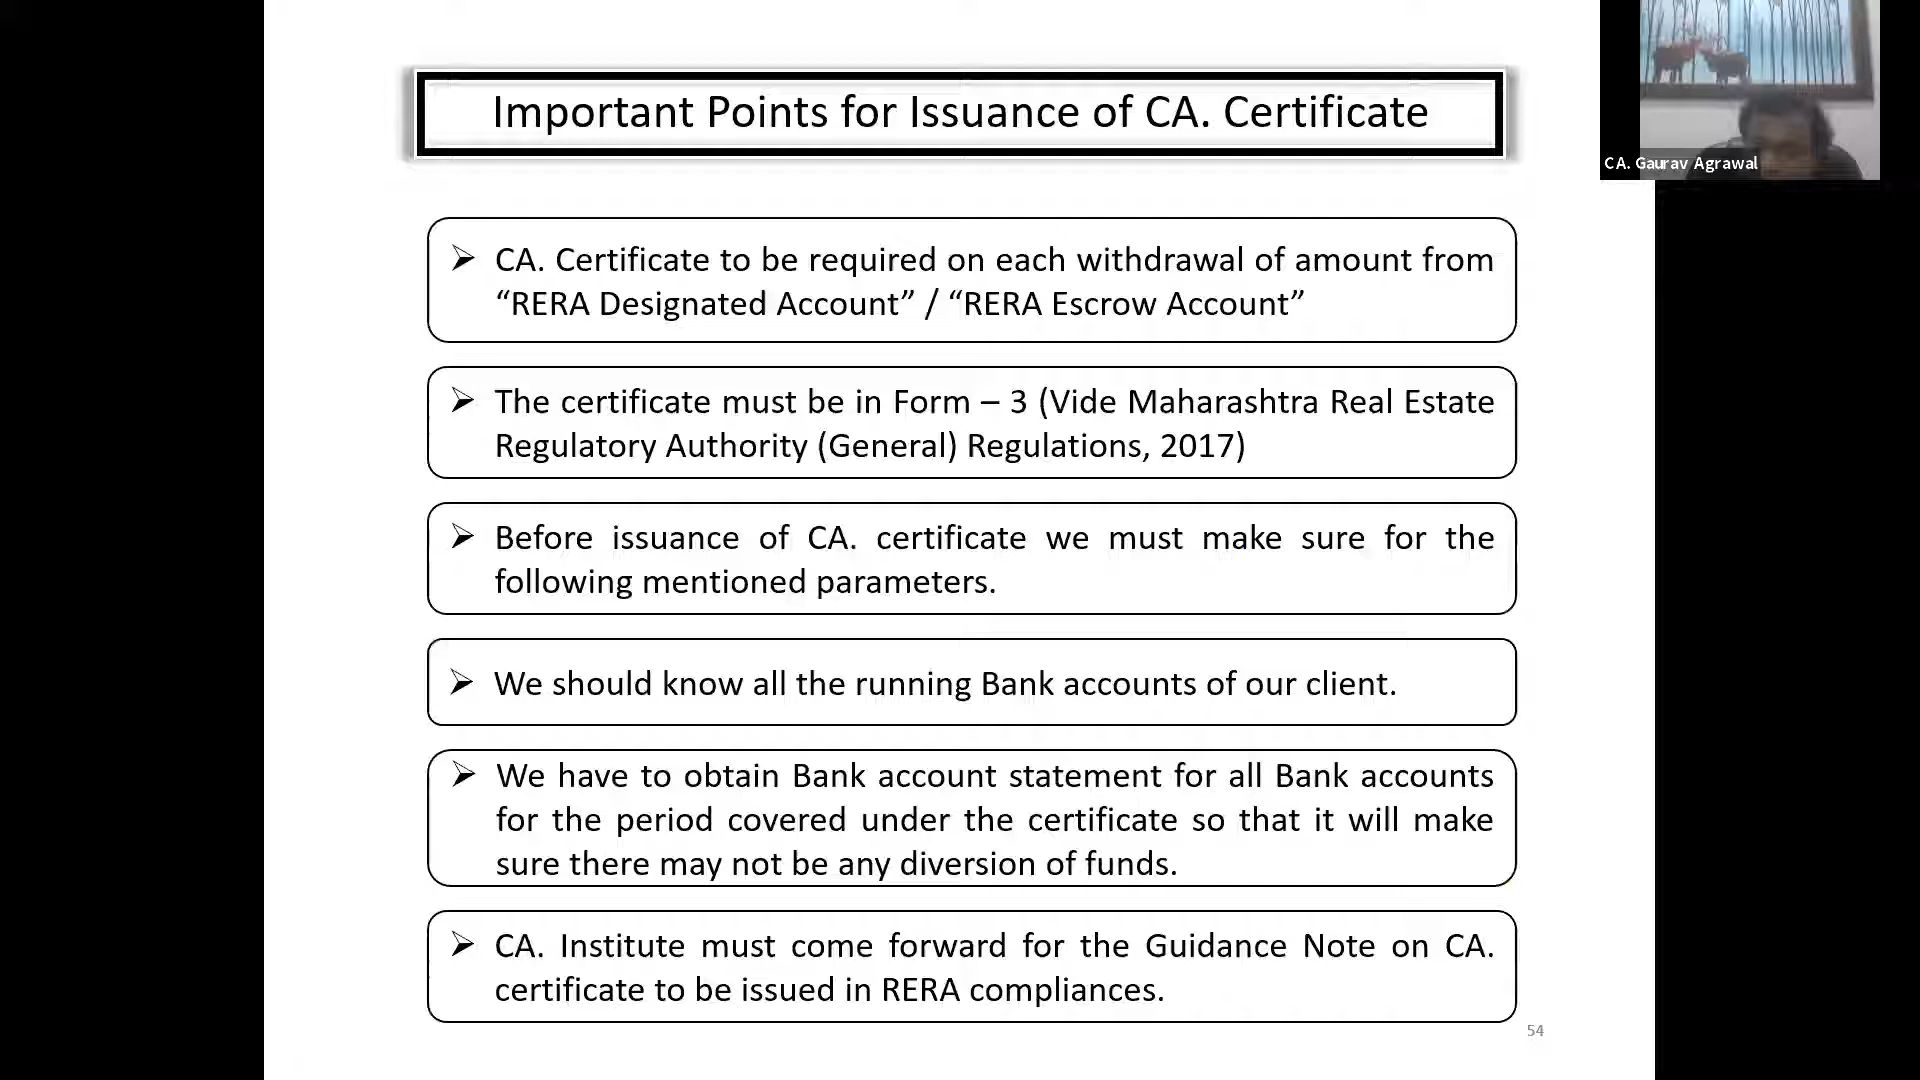 Important Points for Issuance of CA. Certificate
CA. Gaurav Agrawal
➢ CA. Certificate to be required on each withdrawal of amount from
“RERA Designated Account” / “RERA Escrow Account”
➢ The certificate must be in Form – 3 (Vide Maharashtra Real Estate
Regulatory Authority (General) Regulations, 2017)
➢ Before issuance of CA. certificate we must make sure for the
following mentioned parameters.
➢ We should know all the running Bank accounts of our client.
➢ We have to obtain Bank account statement for all Bank accounts
for the period covered under the certificate so that it will make
sure there may not be any diversion of funds.
➢ CA. Institute must come forward for the Guidance Note on CA.
certificate to be issued in RERA compliances.
54